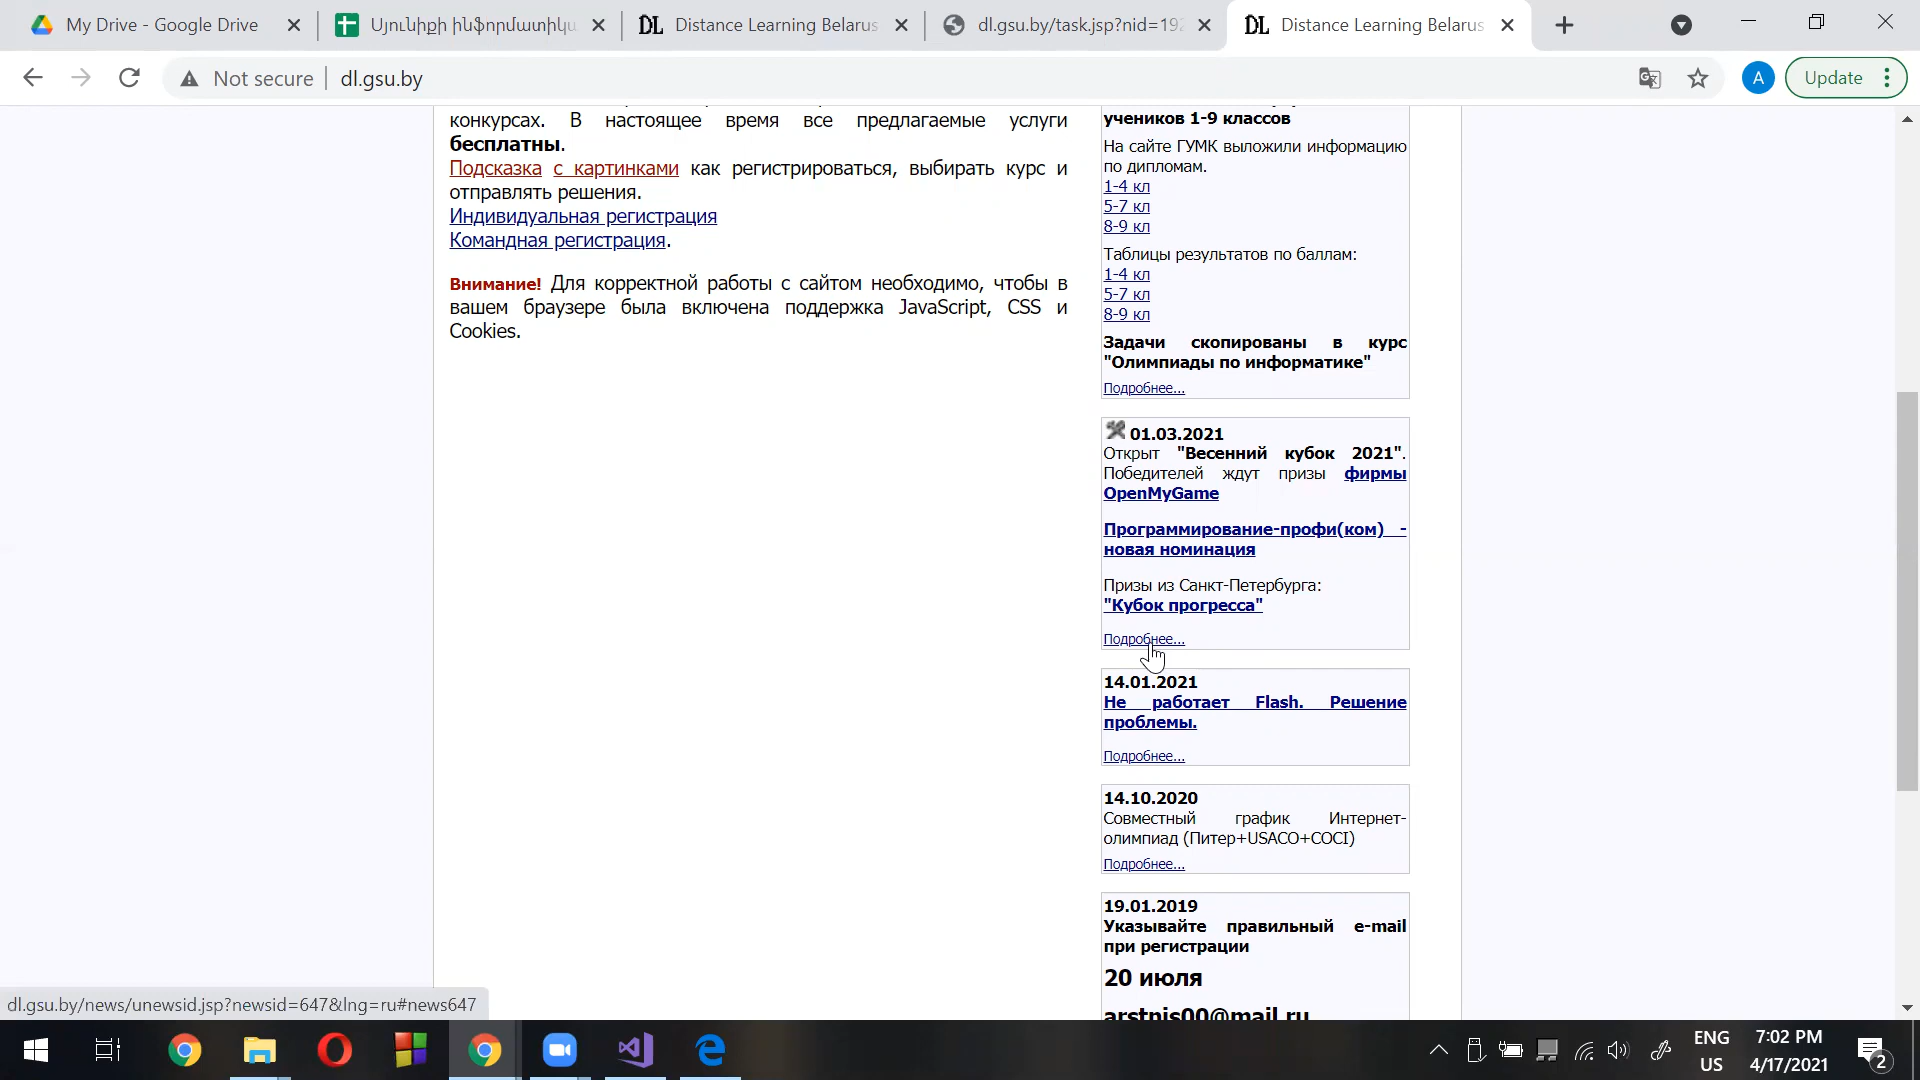 My Drive - Google Drive
Սյունիքի ինֆորմատիկա
Distance Learning Belarus
dl.gsu.by/task.jsp?nid=192
Distance Learning Belarus
Not secure
dl.gsu.by
A
Update
конкурсах. В настоящее время все предлагаемые услуги
бесплатны.
Подсказка с картинками как регистрироваться, выбирать курс и
отправлять решения.
Индивидуальная регистрация
Командная регистрация.
Внимание! Для корректной работы с сайтом необходимо, чтобы в
вашем браузере была включена поддержка JavaScript, CSS и
Cookies.
учеников 1-9 классов
На сайте ГУМК выложили информацию
по дипломам.
1-4 кл
5-7 кл
8-9 кл
Таблицы результатов по баллам:
1-4 кл
5-7 кл
8-9 кл
Задачи скопированы в курс
"Олимпиады по информатике"
Подробнее...
01.03.2021
Открыт "Весенний кубок 2021".
Победителей ждут призы фирмы
OpenMyGame
Программирование-профи(ком) -
новая номинация
Призы из Санкт-Петербурга:
"Кубок прогресса"
Подробнее...
14.01.2021
Не работает Flash. Решение
проблемы.
Подробнее...
14.10.2020
Совместный график Интернет-
олимпиад (Питер+USACO+COCI)
Подробнее...
19.01.2019
Указывайте правильный e-mail
при регистрации
20 июля
arstnis00@mail.ru
dl.gsu.by/news/unewsid.jsp?newsid=647&lng=ru#news647
ENG
US
7:02 PM
4/17/2021
2